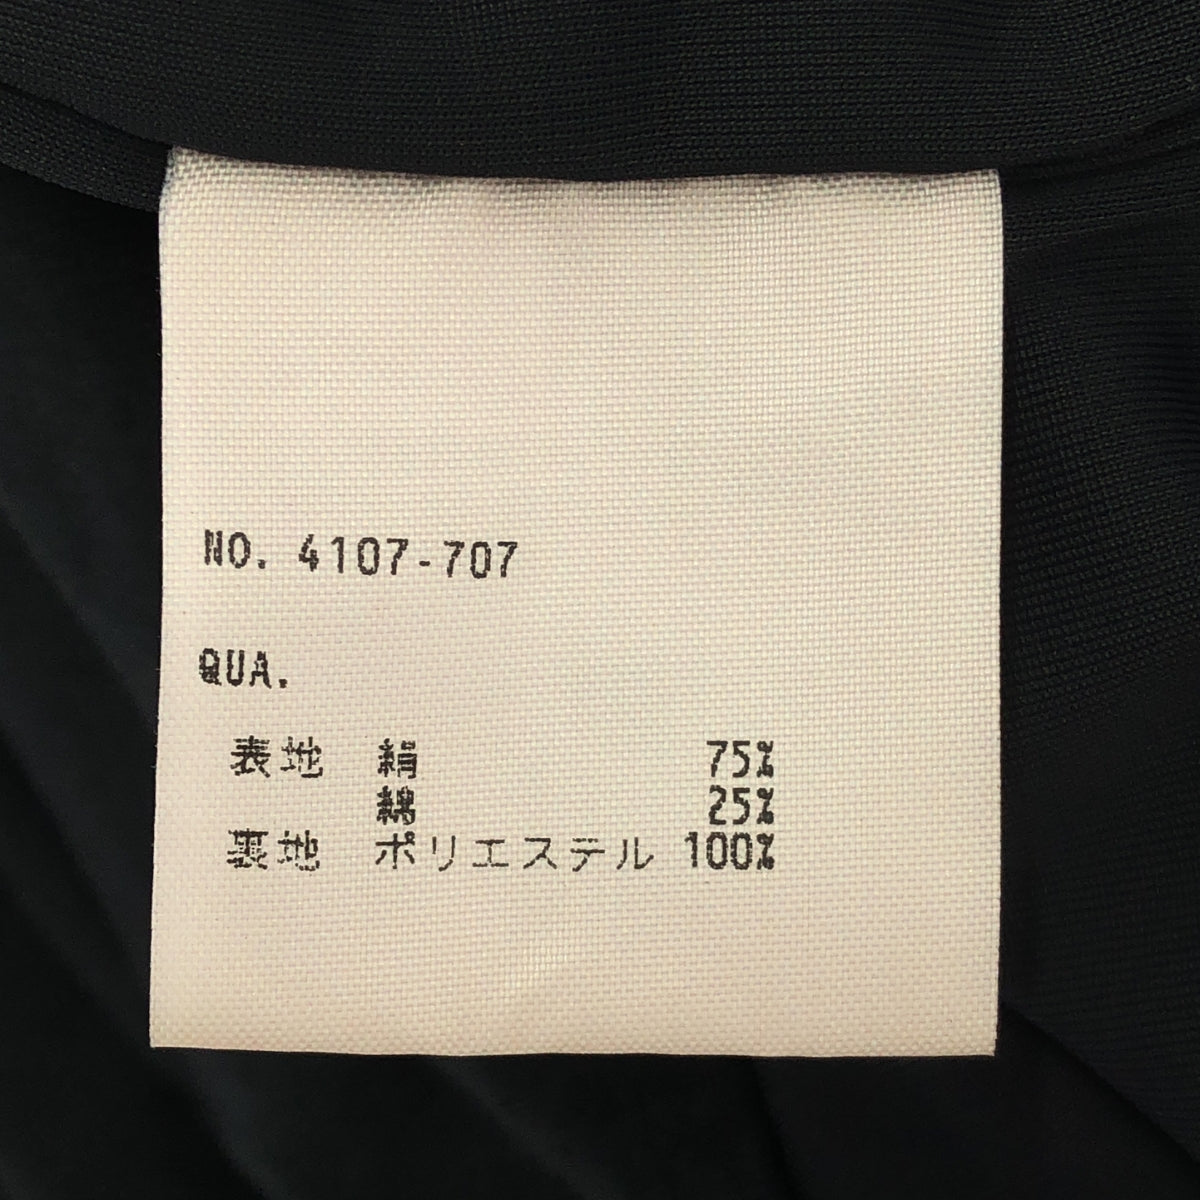 NO. 4107-707
QUA.
表地 絹 75%
綿 25%
裏地 ポリエステル 100%